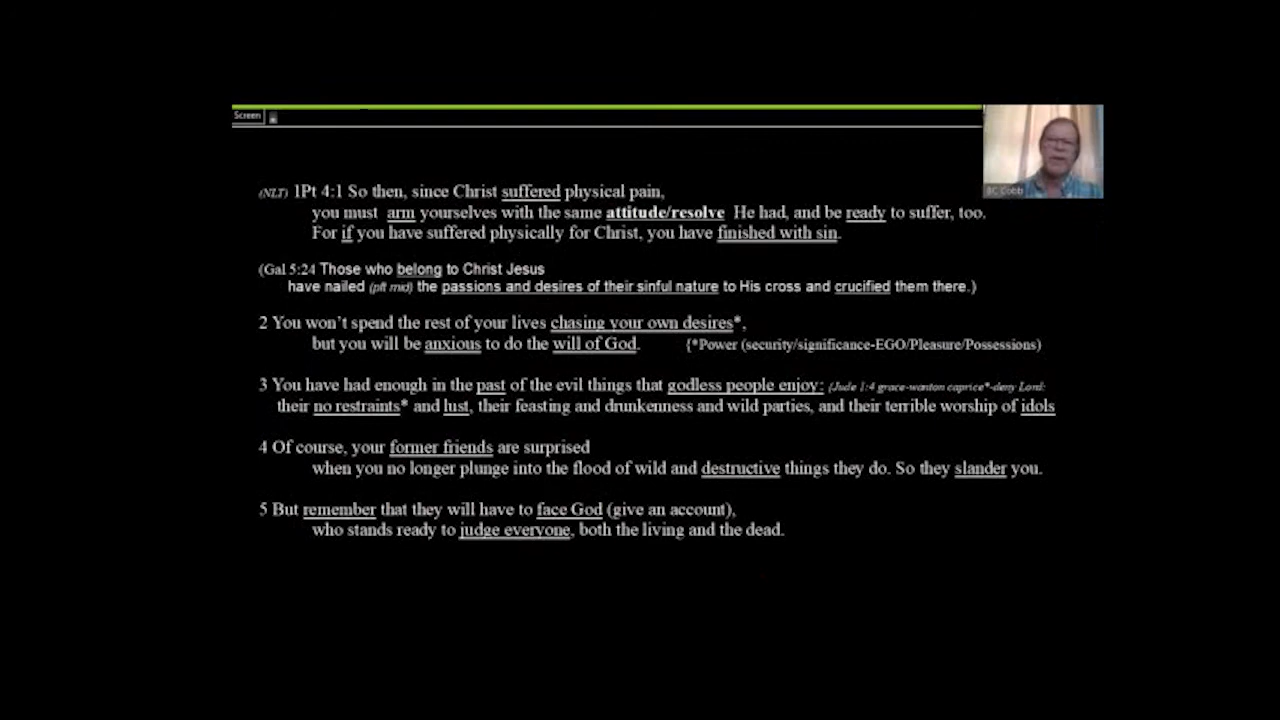 Screen
BC Cobb
(NLT) 1Pt 4:1 So then, since Christ suffered physical pain,
you must arm yourselves with the same attitude/resolve He had, and be ready to suffer, too.
For if you have suffered physically for Christ, you have finished with sin.
(Gal 5:24 Those who belong to Christ Jesus
have nailed (pft mid) the passions and desires of their sinful nature to His cross and crucified them there.)
2 You won’t spend the rest of your lives chasing your own desires*,
but you will be anxious to do the will of God. {*Power (security/significance-EGO/Pleasure/Possessions)
3 You have had enough in the past of the evil things that godless people enjoy: (Jude 1:4 grace-wanton caprice*-deny Lord:
their no restraints* and lust, their feasting and drunkenness and wild parties, and their terrible worship of idols
4 Of course, your former friends are surprised
when you no longer plunge into the flood of wild and destructive things they do. So they slander you.
5 But remember that they will have to face God (give an account),
who stands ready to judge everyone, both the living and the dead.